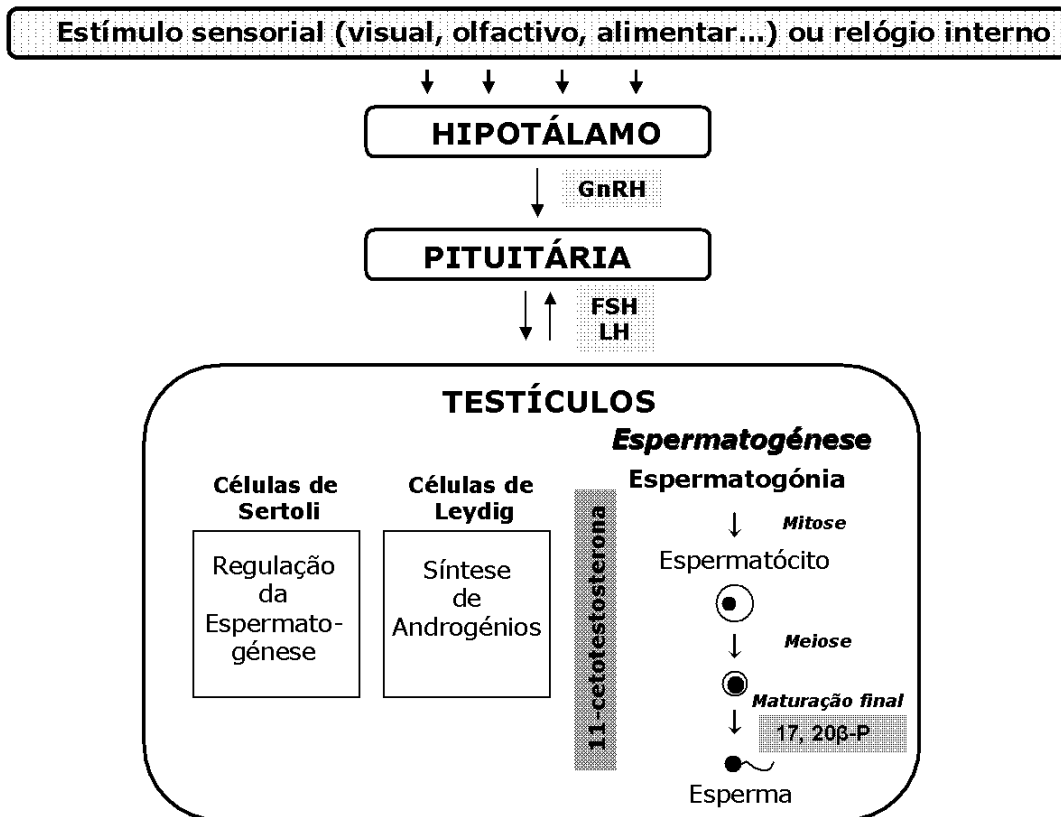 Estímulo sensorial (visual, olfactivo, alimentar...) ou relógio interno
HIPOTÁLAMO
GnRH
PITUITÁRIA
FSH
LH
TESTÍCULOS
Células de
Sertoli
Regulação
da
Espermato-
génese
Células de
Leydig
Síntese
de
Androgénios
11-cetotestosterona
Espermatogénese
Espermatogónia
Mitose
Espermatócito
Meiose
Maturação final
17, 20β-P
Esperma